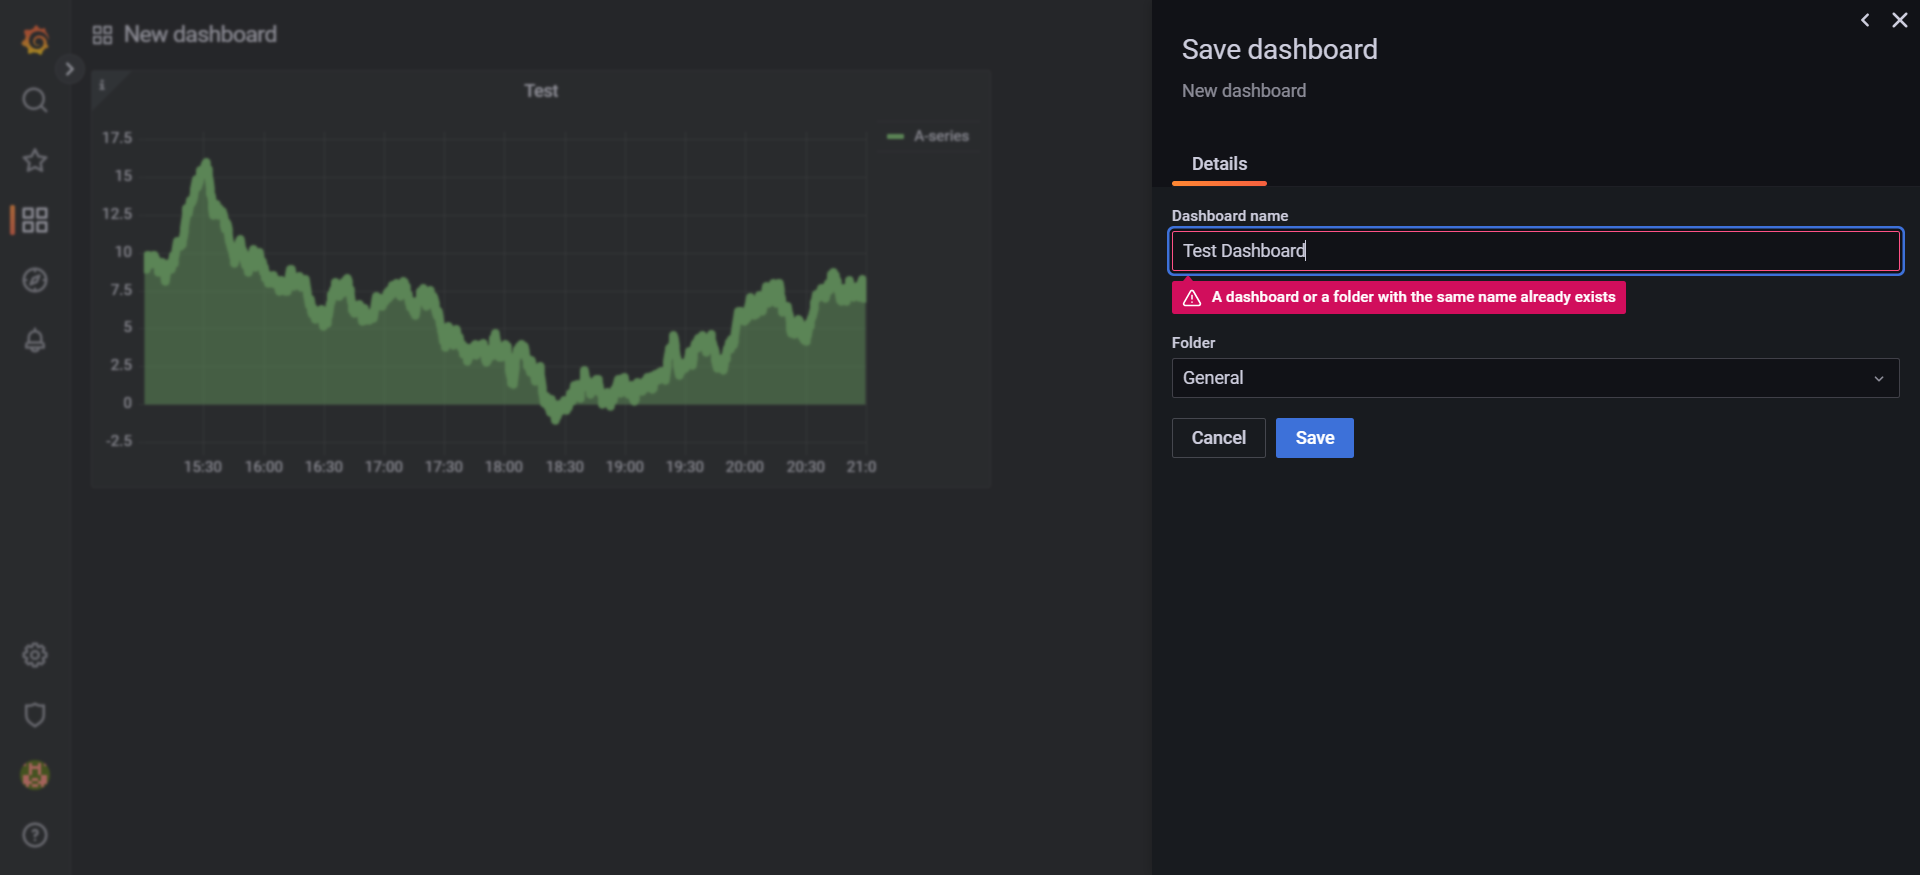 New dashboard
i
Test
17.5
15
12.5
10
7.5
5
2.5
0
-2.5
15:30 16:00 16:30 17:00 17:30 18:00 18:30 19:00 19:30 20:00 20:30 21:0
A-series
Save dashboard
New dashboard
Details
Dashboard name
Test Dashboard
A dashboard or a folder with the same name already exists
Folder
General
Cancel Save